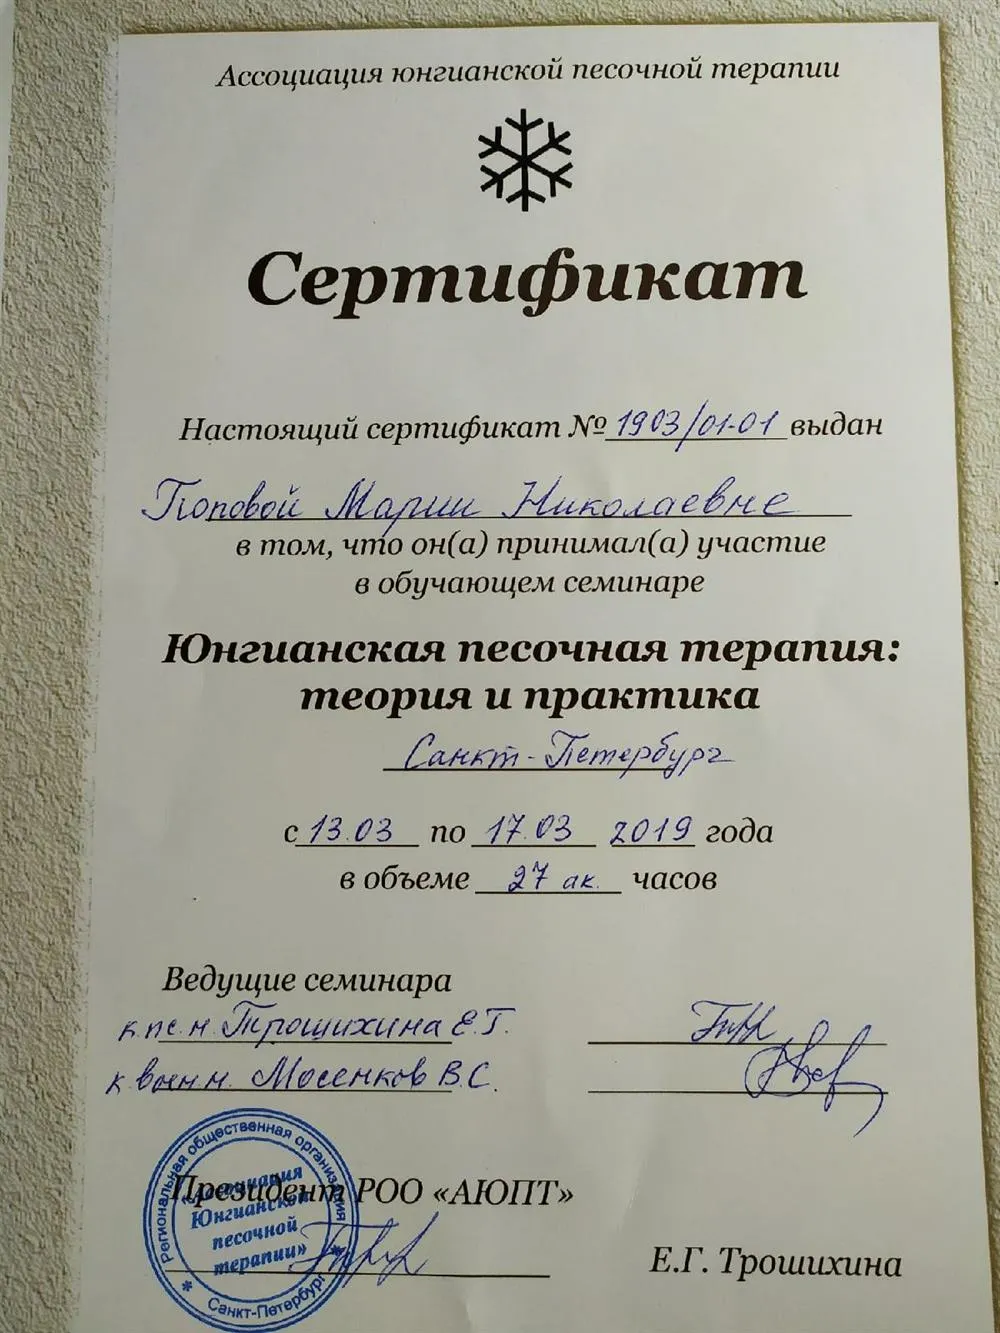 Ассоциация юнгианской песочной терапии
Сертификат
Настоящий сертификат № 1903/01-01 выдан
Поповой Марии Николаевне
в том, что он(а) принимал(а) участие
в обучающем семинаре
Юнгианская песочная терапия:
теория и практика
Санкт-Петербург
с 13.03 по 17.03 2019 года
в объеме 27 ак. часов
Ведущие семинара
к.пс.н. Трошихина Е.Г.
к воен н. Мосенков В.С.
Президент РОО «АЮПТ»
Е.Г. Трошихина
Региональная общественная организация
«Ассоциация
Юнгианской
песочной
терапии»
Санкт-Петербург